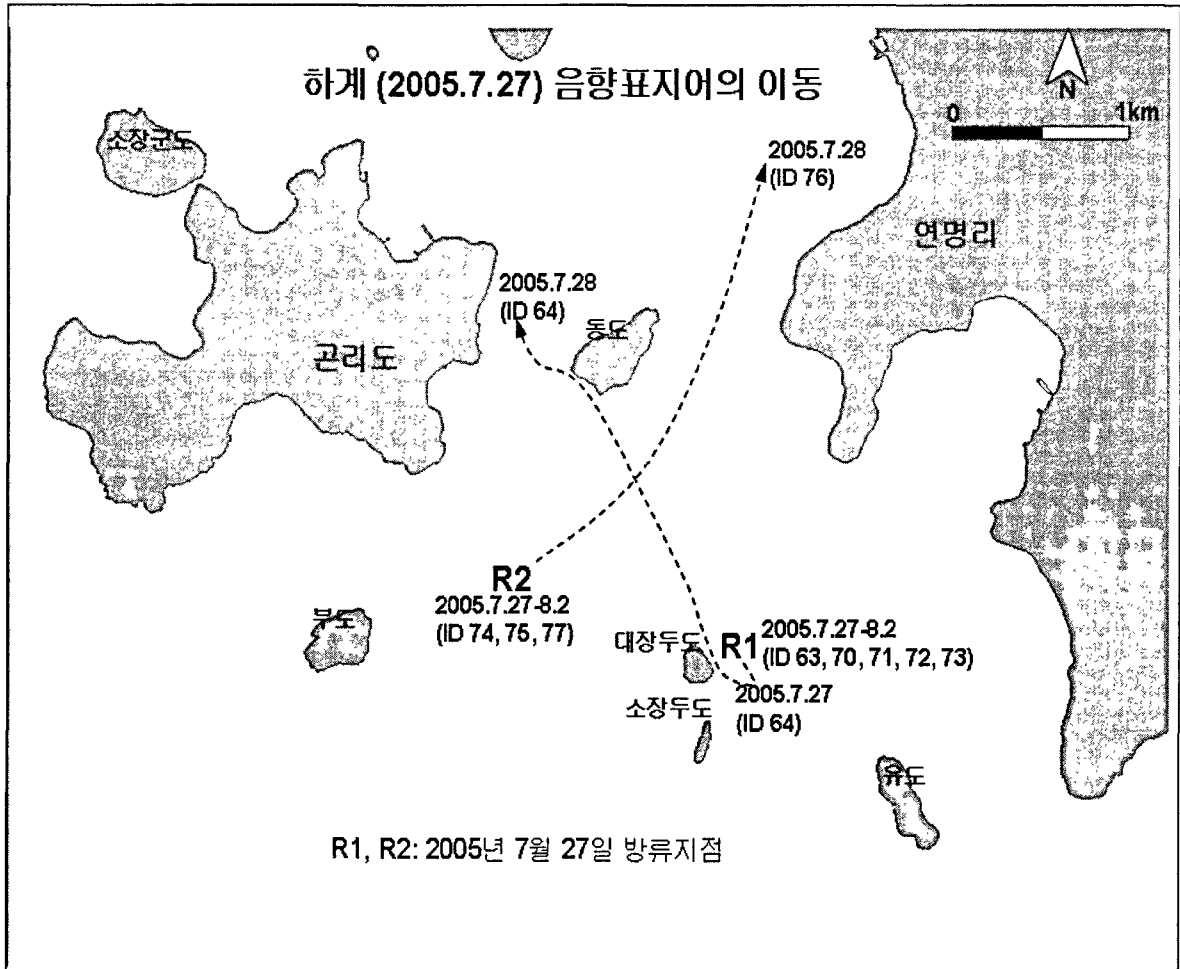 하계 (2005.7.27) 음향표지어의 이동
N
0 1km
소장군도
2005.7.28
(ID 76)
연명리
2005.7.28
(ID 64)
동도
곤리도
R2
2005.7.27-8.2
(ID 74, 75, 77)
부도
대장두도
R1
2005.7.27-8.2
(ID 63, 70, 71, 72, 73)
2005.7.27
(ID 64)
소장두도
유도
R1, R2: 2005년 7월 27일 방류지점